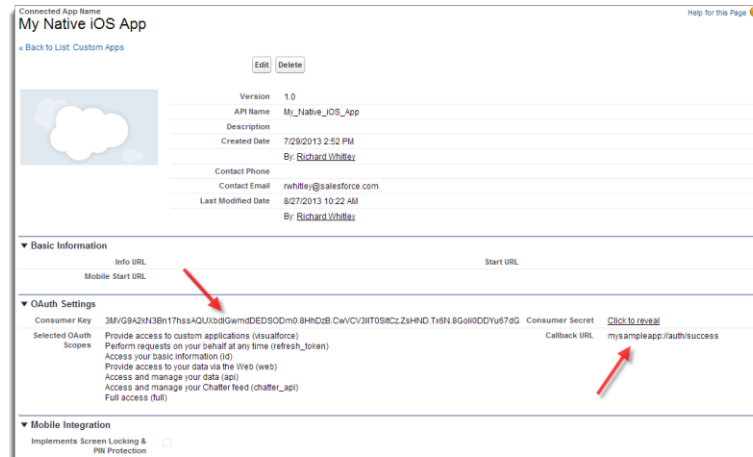 Connected App Name
My Native iOS App
Help for this Page
« Back to List: Custom Apps
Edit Delete
Version 1.0
API Name My_Native_iOS_App
Description
Created Date 7/29/2013 2:52 PM
By: Richard Whitley
Contact Phone
Contact Email rwhitley@salesforce.com
Last Modified Date 8/27/2013 10:22 AM
By: Richard Whitley
Basic Information
Info URL Start URL
Mobile Start URL
OAuth Settings
Consumer Key Consumer Secret Click to reveal
Selected OAuth Scopes Provide access to custom applications (visualforce) Callback URL mysampleapp://auth/success
Perform requests on your behalf at any time (refresh_token)
Access your basic information (id)
Provide access to your data via the Web (web)
Access and manage your data (api)
Access and manage your Chatter feed (chatter_api)
Full access (full)
Mobile Integration
Implements Screen Locking &
PIN Protection